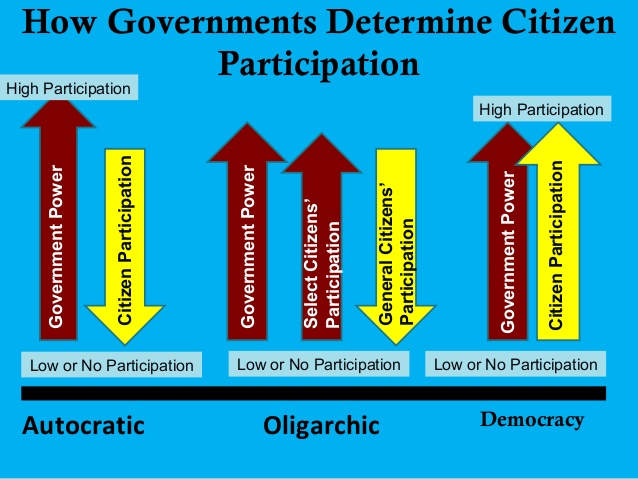 How Governments Determine Citizen
Participation
High Participation
High Participation
Government Power
Citizen Participation
Government Power
Select Citizens’
Participation
General Citizens’
Participation
Government Power
Citizen Participation
Low or No Participation
Low or No Participation
Low or No Participation
Autocratic
Oligarchic
Democracy